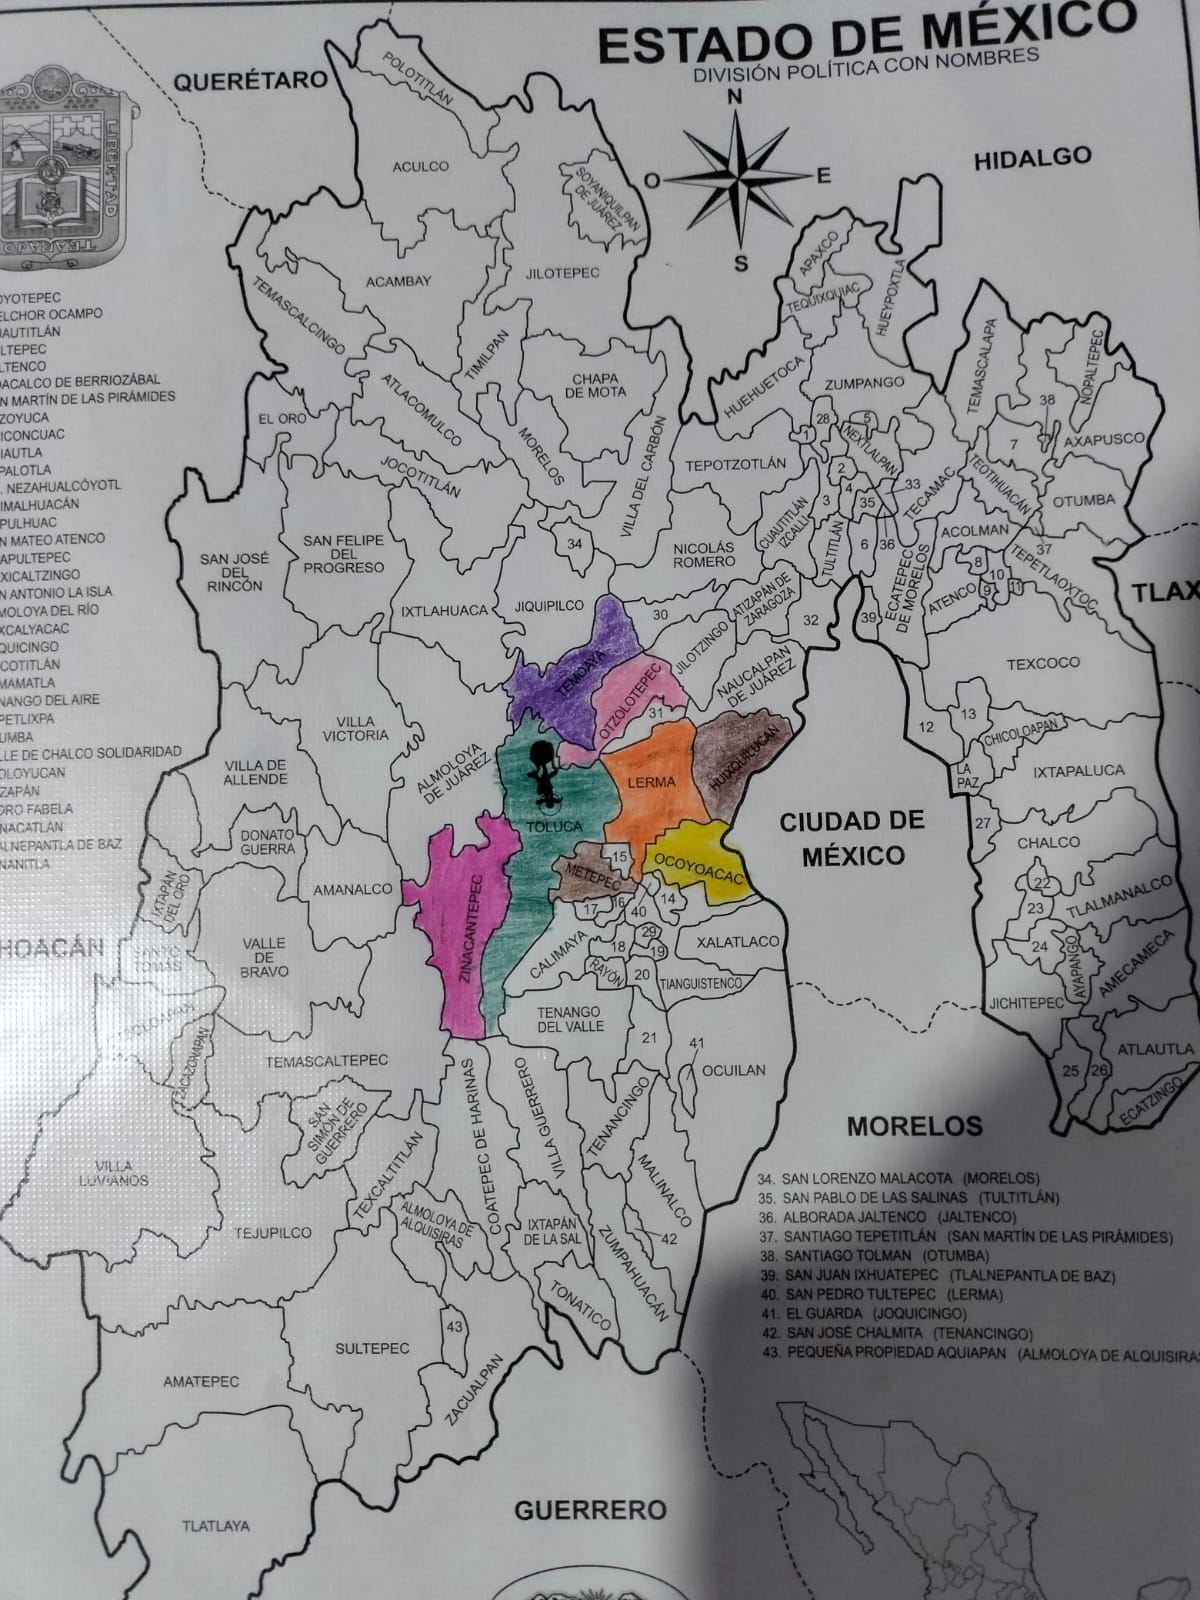 ESTADO DE MÉXICO
DIVISIÓN POLÍTICA CON NOMBRES
N
O
E
S
QUERÉTARO
HIDALGO
TLAX
MORELOS
GUERRERO
HOACÁN
CIUDAD DE
MÉXICO
LIBERTAD
TRABAJO
OYOTEPEC
ELCHOR OCAMPO
UAUTITLÁN
LTEPEC
LTENCO
OACALCO DE BERRIOZÁBAL
N MARTÍN DE LAS PIRÁMIDES
ZOYUCA
ICONCUAC
IAUTLA
PALOTLA
. NEZAHUALCÓYOTL
IMALHUACÁN
PULHUAC
N MATEO ATENCO
APULTEPEC
XICALTZINGO
N ANTONIO LA ISLA
MOLOYA DEL RÍO
XCALYACAC
QUICINGO
COTITLÁN
MAMATLA
NANGO DEL AIRE
PETLIXPA
UMBA
LLE DE CHALCO SOLIDARIDAD
OLOYUCAN
ZAPÁN
DRO FABELA
NACATLÁN
ALNEPANTLA DE BAZ
NANITLA
POLOTITLÁN
ACULCO
SOYANIQUILPAN
DE JUÁREZ
ACAMBAY
JILOTEPEC
TEMASCALCINGO
TIMILPAN
CHAPA
DE MOTA
ATLACOMULCO
EL ORO
MORELOS
JOCOTITLÁN
VILLA DEL CARBÓN
APAXCO
TEQUIXQUIAC
HUEYPOXTLA
HUEHUETOCA
ZUMPANGO
TEMASCALAPA
NOPALTEPEC
38
28
5
1
NEXTLALPAN
7
AXAPUSCO
TEPOTZOTLÁN
2
33
TECAMAC
TEOTIHUACÁN
OTUMBA
4
3
35
CUAUTITLÁN
IZCALLI
TULTITLÁN
6
36
ECATEPEC
DE MORELOS
ACOLMAN
37
TEPETLAOXTOC
8
10
9
11
ATENCO
SAN JOSÉ
DEL
RINCÓN
SAN FELIPE
DEL
PROGRESO
34
NICOLÁS
ROMERO
IXTLAHUACA
JIQUIPILCO
30
ATIZAPÁN DE
ZARAGOZA
32
39
JILOTZINGO
NAUCALPAN
DE JUÁREZ
TEXCOCO
TEMOAYA
OTZOLOTEPEC
31
12
13
CHICOLOAPAN
VILLA
VICTORIA
ALMOLOYA
DE JUÁREZ
VILLA DE
ALLENDE
LERMA
HUIXQUILUCAN
LA
PAZ
IXTAPALUCA
TOLUCA
27
CHALCO
DONATO
GUERRA
15
OCOYOACAC
METEPEC
AMANALCO
IXTAPÁN
DEL ORO
ZINACANTEPEC
17
16
40
14
22
23
TLALMANALCO
SANTO
TOMÁS
VALLE
DE
BRAVO
CALIMAYA
29
18
19
XALATLACO
24
AYAPANGO
AMECAMECA
RAYÓN
20
TIANGUISTENCO
JICHITEPEC
ZACAZONAPAN
TENANGO
DEL VALLE
21
41
OCUILAN
TEMASCALTEPEC
25
26
ATLAUTLA
ECATZINGO
SAN
SIMÓN DE
GUERRERO
COATEPEC DE HARINAS
VILLA GUERRERO
TENANCINGO
MALINALCO
VILLA
LUVIANOS
TEXCALTITLÁN
ALMOLOYA DE
ALQUISIRAS
TEJUPILCO
IXTAPÁN
DE LA SAL
ZUMPAHUACÁN
42
TONATICO
43
SULTEPEC
ZACUALPAN
AMATEPEC
TLATLAYA
34. SAN LORENZO MALACOTA (MORELOS)
35. SAN PABLO DE LAS SALINAS (TULTITLÁN)
36. ALBORADA JALTENCO (JALTENCO)
37. SANTIAGO TEPETITLÁN (SAN MARTÍN DE LAS PIRÁMIDES)
38. SANTIAGO TOLMAN (OTUMBA)
39. SAN JUAN IXHUATEPEC (TLALNEPANTLA DE BAZ)
40. SAN PEDRO TULTEPEC (LERMA)
41. EL GUARDA (JOQUICINGO)
42. SAN JOSÉ CHALMITA (TENANCINGO)
43. PEQUEÑA PROPIEDAD AQUIAPAN (ALMOLOYA DE ALQUISIRAS